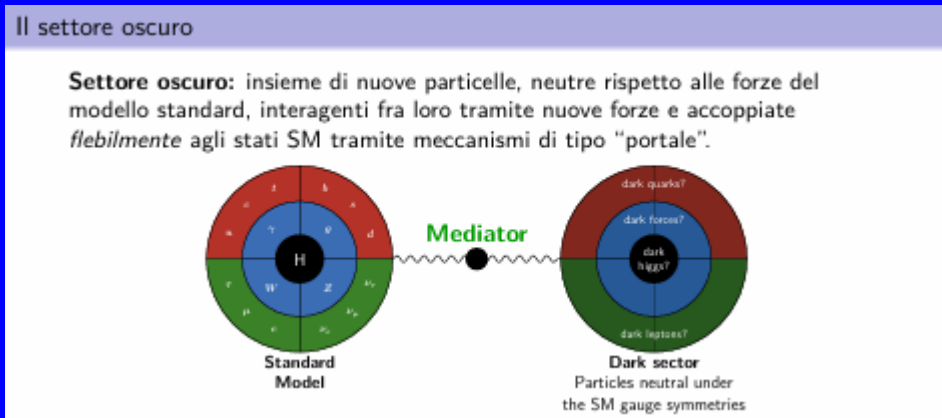 Il settore oscuro
Settore oscuro: insieme di nuove particelle, neutre rispetto alle forze del
modello standard, interagenti fra loro tramite nuove forze e accoppiate
flebilmente agli stati SM tramite meccanismi di tipo “portale”.
t
b
c
s
u
d
γ
g
H
W
Z
μ
e
Mediator
dark quarks?
dark forces?
dark
higgs?
dark leptons?
Standard
Model
Dark sector
Particles neutral under
the SM gauge symmetries